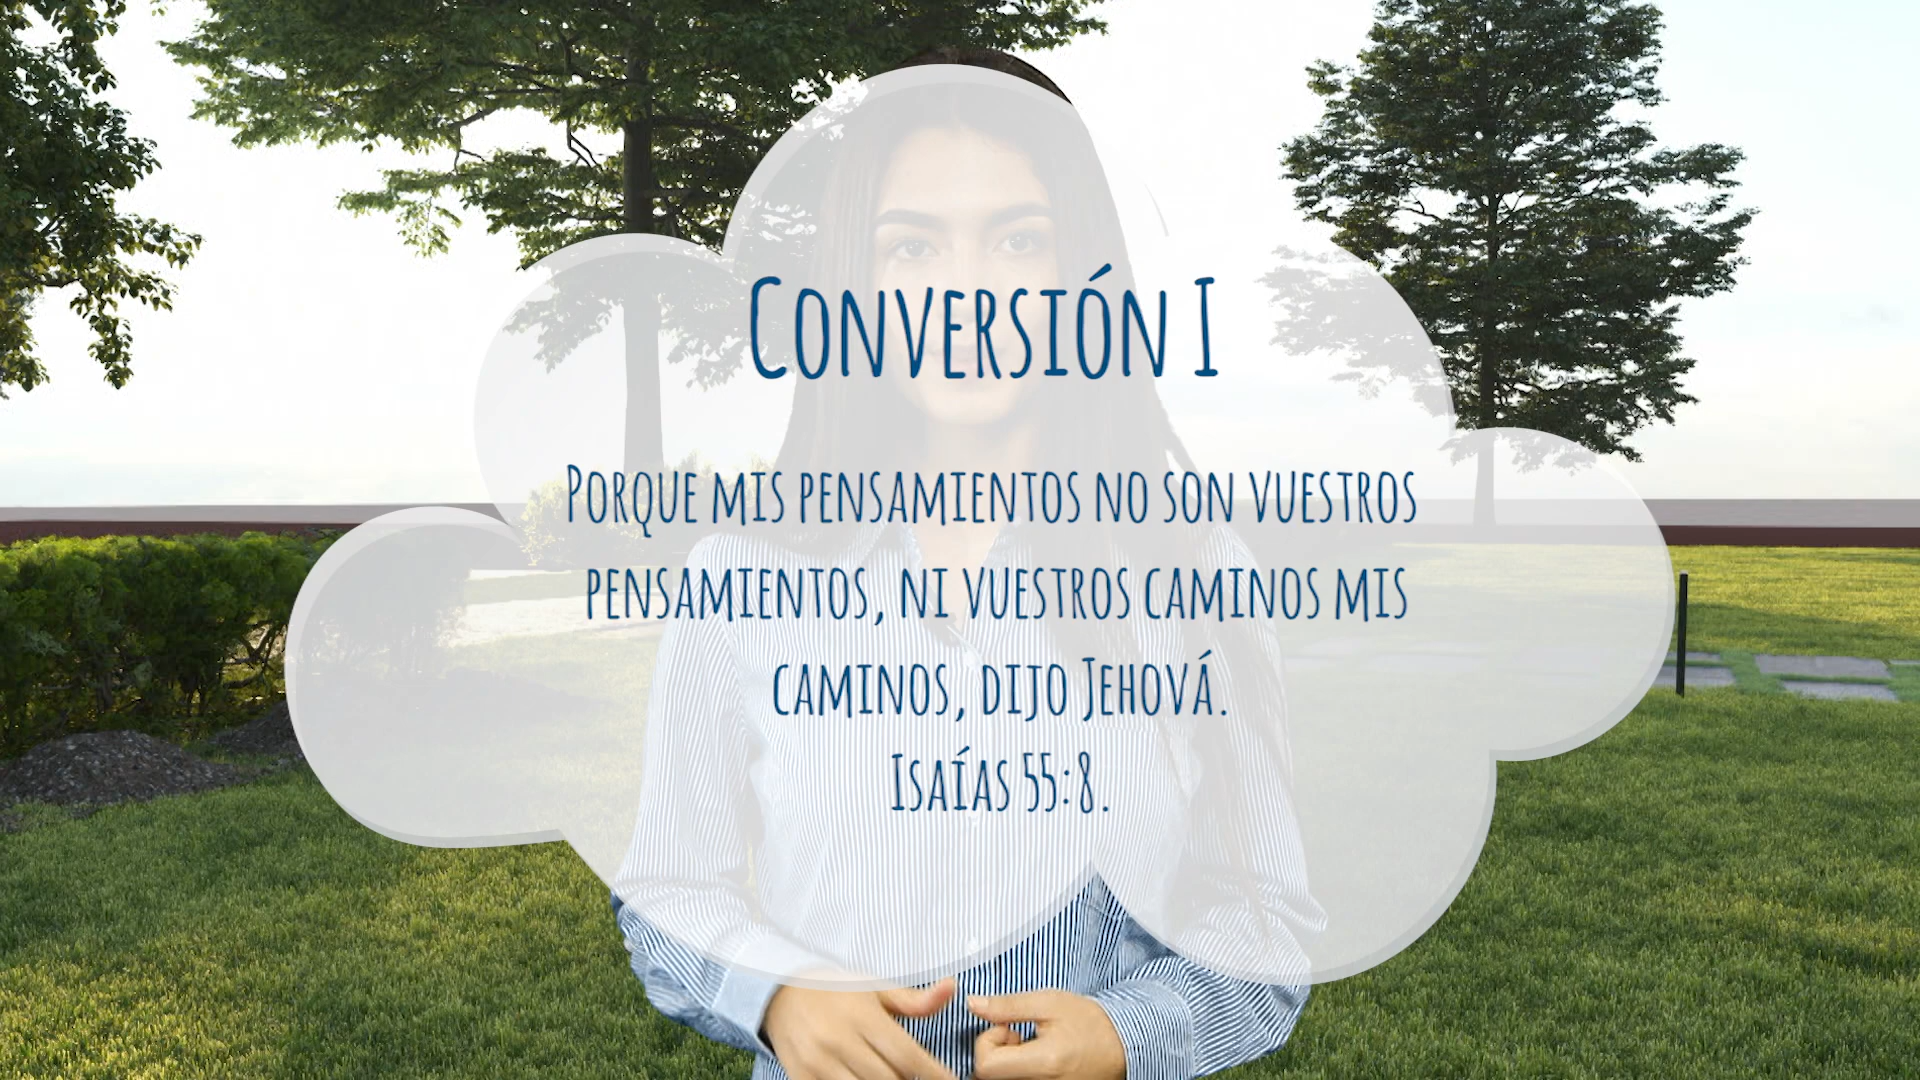 Conversión I
Porque mis pensamientos no son vuestros
pensamientos, ni vuestros caminos mis
caminos, dijo Jehová.
Isaías 55:8.